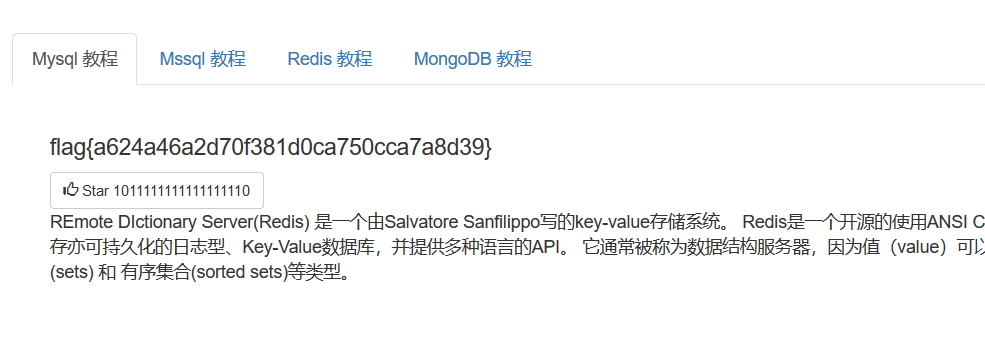 Mysql 教程 Mssql 教程 Redis 教程 MongoDB 教程
flag{a624a46a2d70f381d0ca750cca7a8d39}
Star 1011111111111111110
REmote DIctionary Server(Redis) 是一个由Salvatore Sanfilippo写的key-value存储系统。 Redis是一个开源的使用ANSI C
存亦可持久化的日志型、Key-Value数据库，并提供多种语言的API。 它通常被称为数据结构服务器，因为值（value）可以
(sets) 和 有序集合(sorted sets)等类型。